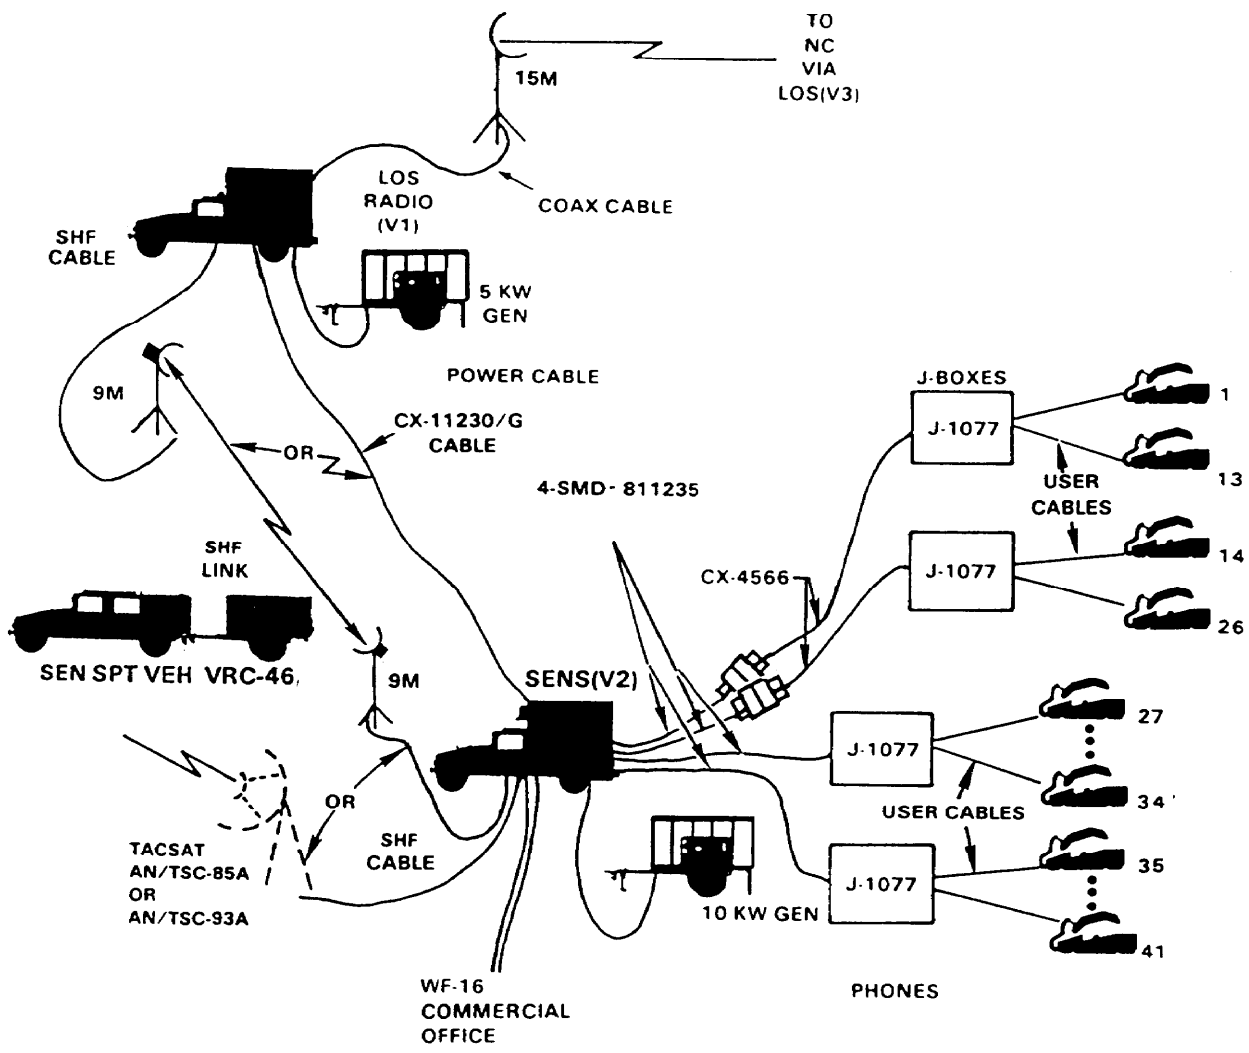 TO
NC
VIA
LOS(V3)
15M
COAX CABLE
LOS
RADIO
(V1)
SHF
CABLE
5 KW
GEN
POWER CABLE
9M
CX-11230/G
CABLE
OR
4-SMD- 811235
J-BOXES
J-1077
1
13
USER
CABLES
J-1077
14
26
CX-4566
SHF
LINK
SEN SPT VEH VRC-46
9M
SENS(V2)
J-1077
27
34
USER CABLES
J-1077
35
41
OR
SHF
CABLE
TACSAT
AN/TSC-85A
OR
AN/TSC-93A
10 KW GEN
WF-16
COMMERCIAL
OFFICE
PHONES